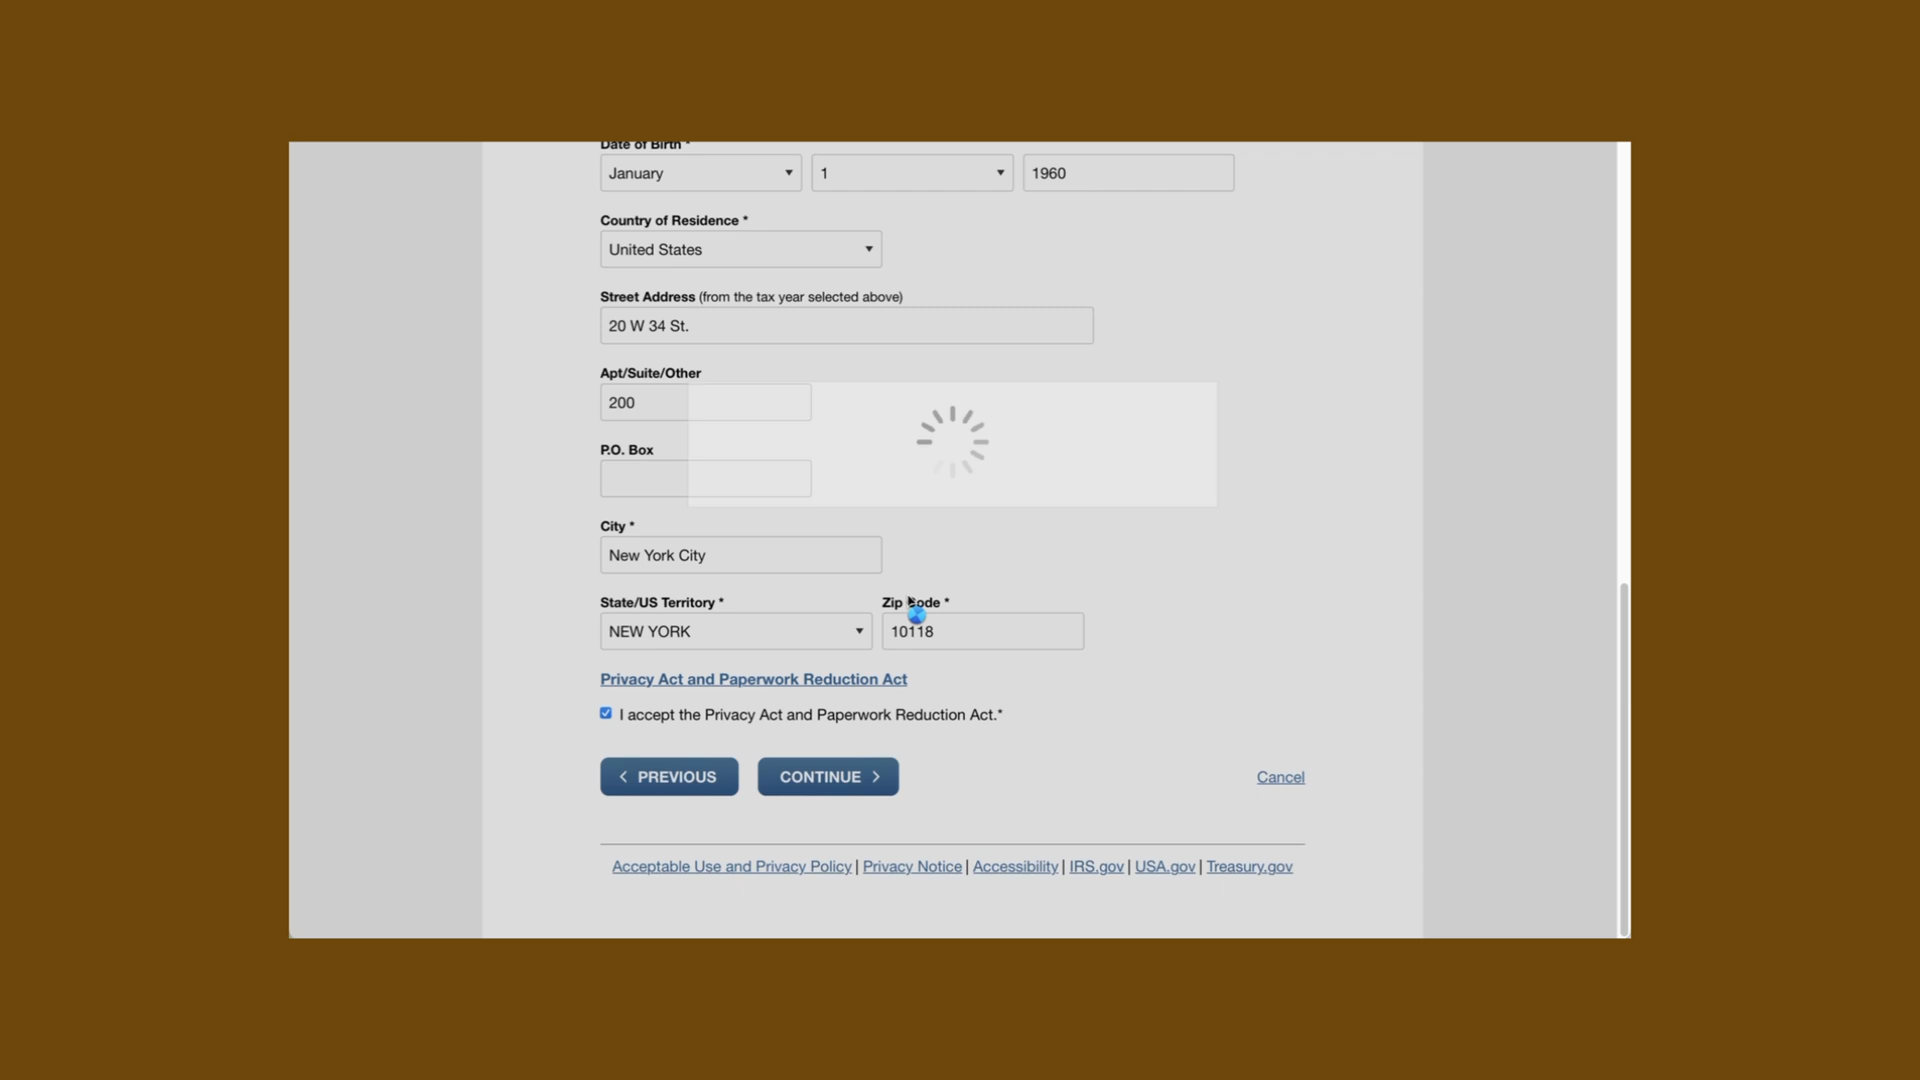 Date of Birth *
January 1 1960
Country of Residence *
United States
Street Address (from the tax year selected above)
20 W 34 St.
Apt/Suite/Other
200
P.O. Box
City *
New York City
State/US Territory * Zip Code *
NEW YORK 10118
Privacy Act and Paperwork Reduction Act
I accept the Privacy Act and Paperwork Reduction Act.*
< PREVIOUS CONTINUE > Cancel
Acceptable Use and Privacy Policy | Privacy Notice | Accessibility | IRS.gov | USA.gov | Treasury.gov